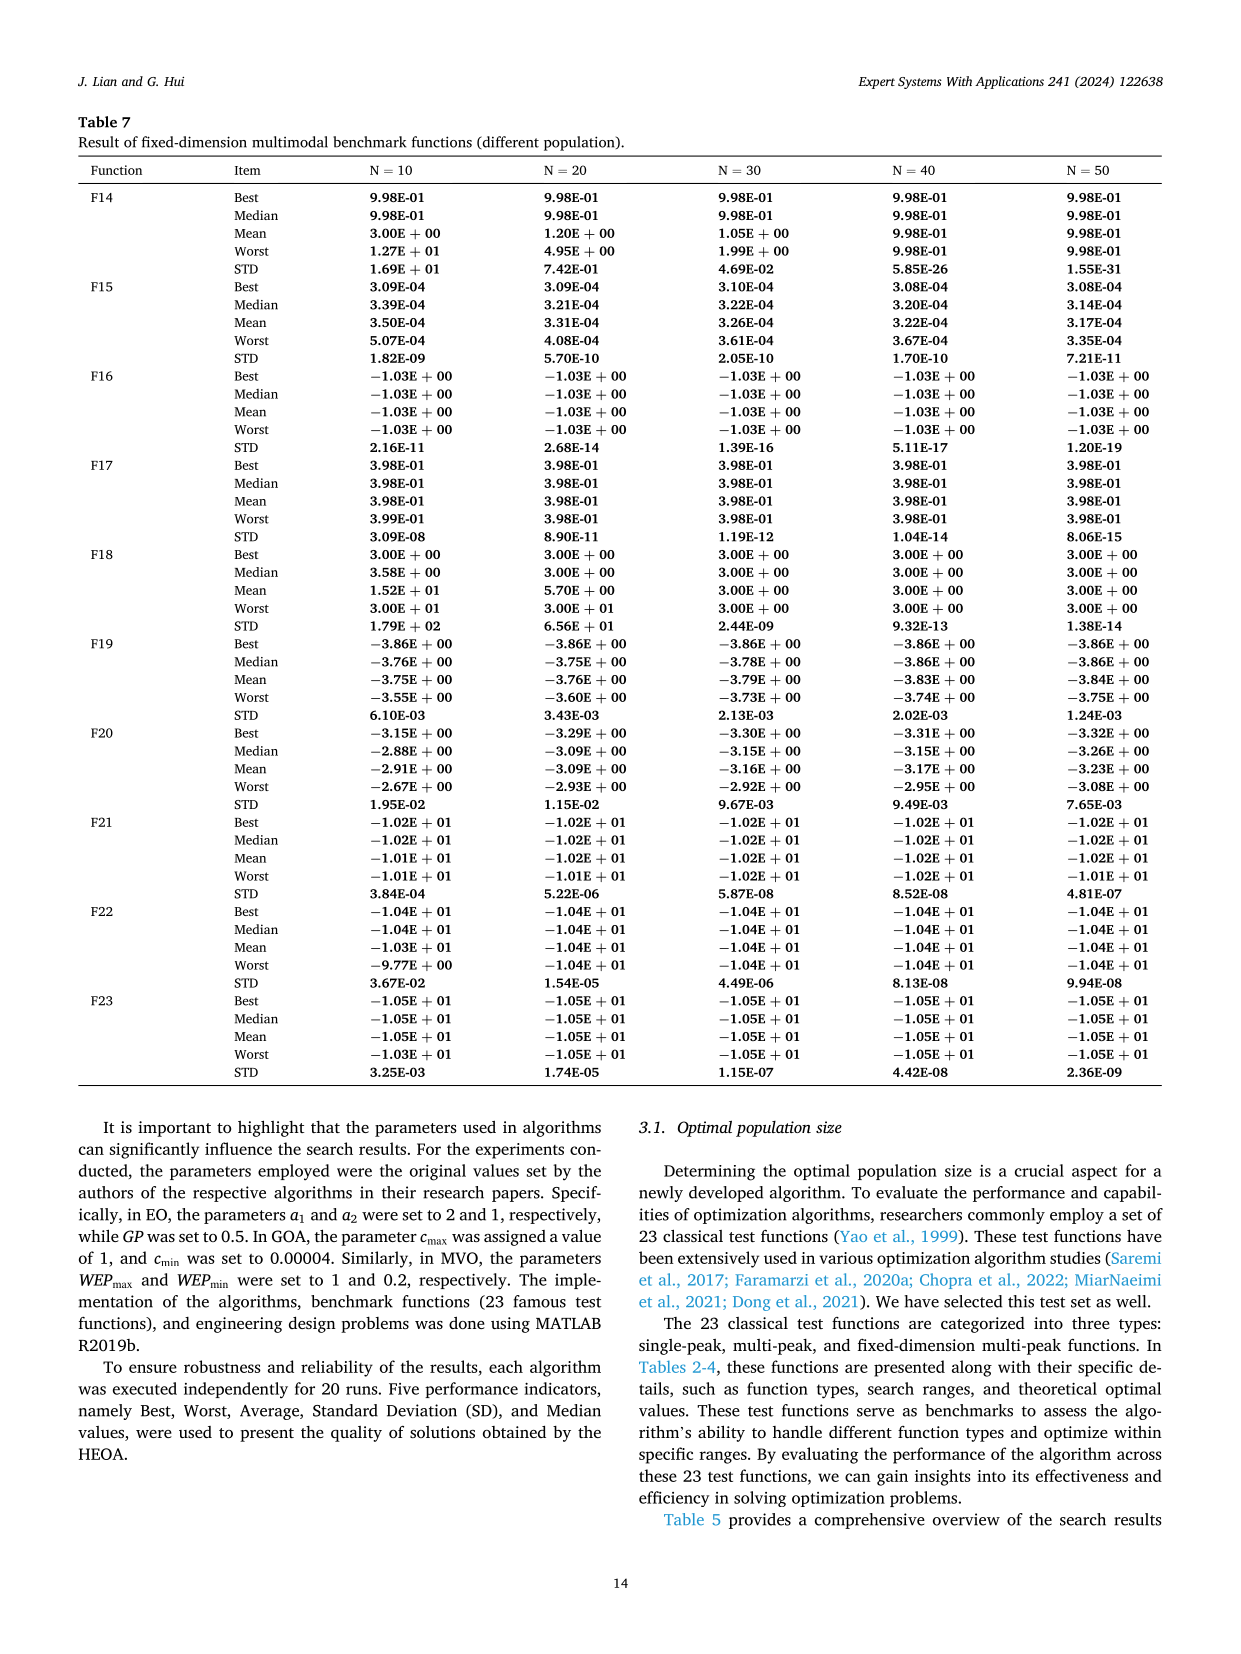 J. Lian and G. Hui
Expert Systems With Applications 241 (2024) 122638
Table 7
Result of fixed-dimension multimodal benchmark functions (different population).
Function Item N = 10 N = 20 N = 30 N = 40 N = 50
F14 Best 9.98E-01 9.98E-01 9.98E-01 9.98E-01 9.98E-01
Median 9.98E-01 9.98E-01 9.98E-01 9.98E-01 9.98E-01
Mean 3.00E + 00 1.20E + 00 1.05E + 00 9.98E-01 9.98E-01
Worst 1.27E + 01 4.95E + 00 1.99E + 00 9.98E-01 9.98E-01
STD 1.69E + 01 7.42E-01 4.69E-02 5.85E-26 1.55E-31
F15 Best 3.09E-04 3.09E-04 3.10E-04 3.08E-04 3.08E-04
Median 3.39E-04 3.21E-04 3.22E-04 3.20E-04 3.14E-04
Mean 3.50E-04 3.31E-04 3.26E-04 3.22E-04 3.17E-04
Worst 5.07E-04 4.08E-04 3.61E-04 3.67E-04 3.35E-04
STD 1.82E-09 5.70E-10 2.05E-10 1.70E-10 7.21E-11
F16 Best −1.03E + 00 −1.03E + 00 −1.03E + 00 −1.03E + 00 −1.03E + 00
Median −1.03E + 00 −1.03E + 00 −1.03E + 00 −1.03E + 00 −1.03E + 00
Mean −1.03E + 00 −1.03E + 00 −1.03E + 00 −1.03E + 00 −1.03E + 00
Worst −1.03E + 00 −1.03E + 00 −1.03E + 00 −1.03E + 00 −1.03E + 00
STD 2.16E-11 2.68E-14 1.39E-16 5.11E-17 1.20E-19
F17 Best 3.98E-01 3.98E-01 3.98E-01 3.98E-01 3.98E-01
Median 3.98E-01 3.98E-01 3.98E-01 3.98E-01 3.98E-01
Mean 3.98E-01 3.98E-01 3.98E-01 3.98E-01 3.98E-01
Worst 3.99E-01 3.98E-01 3.98E-01 3.98E-01 3.98E-01
STD 3.09E-08 8.90E-11 1.19E-12 1.04E-14 8.06E-15
F18 Best 3.00E + 00 3.00E + 00 3.00E + 00 3.00E + 00 3.00E + 00
Median 3.58E + 00 3.00E + 00 3.00E + 00 3.00E + 00 3.00E + 00
Mean 1.52E + 01 5.70E + 00 3.00E + 00 3.00E + 00 3.00E + 00
Worst 3.00E + 01 3.00E + 01 3.00E + 00 3.00E + 00 3.00E + 00
STD 1.79E + 02 6.56E + 01 2.44E-09 9.32E-13 1.38E-14
F19 Best −3.86E + 00 −3.86E + 00 −3.86E + 00 −3.86E + 00 −3.86E + 00
Median −3.76E + 00 −3.75E + 00 −3.78E + 00 −3.86E + 00 −3.86E + 00
Mean −3.75E + 00 −3.76E + 00 −3.79E + 00 −3.83E + 00 −3.84E + 00
Worst −3.55E + 00 −3.60E + 00 −3.73E + 00 −3.74E + 00 −3.75E + 00
STD 6.10E-03 3.43E-03 2.13E-03 2.02E-03 1.24E-03
F20 Best −3.15E + 00 −3.29E + 00 −3.30E + 00 −3.31E + 00 −3.32E + 00
Median −2.88E + 00 −3.09E + 00 −3.15E + 00 −3.15E + 00 −3.26E + 00
Mean −2.91E + 00 −3.09E + 00 −3.16E + 00 −3.17E + 00 −3.23E + 00
Worst −2.67E + 00 −2.93E + 00 −2.92E + 00 −2.95E + 00 −3.08E + 00
STD 1.95E-02 1.15E-02 9.67E-03 9.49E-03 7.65E-03
F21 Best −1.02E + 01 −1.02E + 01 −1.02E + 01 −1.02E + 01 −1.02E + 01
Median −1.02E + 01 −1.02E + 01 −1.02E + 01 −1.02E + 01 −1.02E + 01
Mean −1.01E + 01 −1.02E + 01 −1.02E + 01 −1.02E + 01 −1.02E + 01
Worst −1.01E + 01 −1.01E + 01 −1.02E + 01 −1.02E + 01 −1.01E + 01
STD 3.84E-04 5.22E-06 5.87E-08 8.52E-08 4.81E-07
F22 Best −1.04E + 01 −1.04E + 01 −1.04E + 01 −1.04E + 01 −1.04E + 01
Median −1.04E + 01 −1.04E + 01 −1.04E + 01 −1.04E + 01 −1.04E + 01
Mean −1.03E + 01 −1.04E + 01 −1.04E + 01 −1.04E + 01 −1.04E + 01
Worst −9.77E + 00 −1.04E + 01 −1.04E + 01 −1.04E + 01 −1.04E + 01
STD 3.67E-02 1.54E-05 4.49E-06 8.13E-08 9.94E-08
F23 Best −1.05E + 01 −1.05E + 01 −1.05E + 01 −1.05E + 01 −1.05E + 01
Median −1.05E + 01 −1.05E + 01 −1.05E + 01 −1.05E + 01 −1.05E + 01
Mean −1.05E + 01 −1.05E + 01 −1.05E + 01 −1.05E + 01 −1.05E + 01
Worst −1.03E + 01 −1.05E + 01 −1.05E + 01 −1.05E + 01 −1.05E + 01
STD 3.25E-03 1.74E-05 1.15E-07 4.42E-08 2.36E-09
It is important to highlight that the parameters used in algorithms
can significantly influence the search results. For the experiments con-
ducted, the parameters employed were the original values set by the
authors of the respective algorithms in their research papers. Specif-
ically, in EO, the parameters a1 and a2 were set to 2 and 1, respectively,
while GP was set to 0.5. In GOA, the parameter cmax was assigned a value
of 1, and cmin was set to 0.00004. Similarly, in MVO, the parameters
WEPmax and WEPmin were set to 1 and 0.2, respectively. The imple-
mentation of the algorithms, benchmark functions (23 famous test
functions), and engineering design problems was done using MATLAB
R2019b.
To ensure robustness and reliability of the results, each algorithm
was executed independently for 20 runs. Five performance indicators,
namely Best, Worst, Average, Standard Deviation (SD), and Median
values, were used to present the quality of solutions obtained by the
HEOA.
3.1. Optimal population size
Determining the optimal population size is a crucial aspect for a
newly developed algorithm. To evaluate the performance and capabil-
ities of optimization algorithms, researchers commonly employ a set of
23 classical test functions (Yao et al., 1999). These test functions have
been extensively used in various optimization algorithm studies (Saremi
et al., 2017; Faramarzi et al., 2020a; Chopra et al., 2022; MiarNaeimi
et al., 2021; Dong et al., 2021). We have selected this test set as well.
The 23 classical test functions are categorized into three types:
single-peak, multi-peak, and fixed-dimension multi-peak functions. In
Tables 2-4, these functions are presented along with their specific de-
tails, such as function types, search ranges, and theoretical optimal
values. These test functions serve as benchmarks to assess the algo-
rithm's ability to handle different function types and optimize within
specific ranges. By evaluating the performance of the algorithm across
these 23 test functions, we can gain insights into its effectiveness and
efficiency in solving optimization problems.
Table 5 provides a comprehensive overview of the search results
14